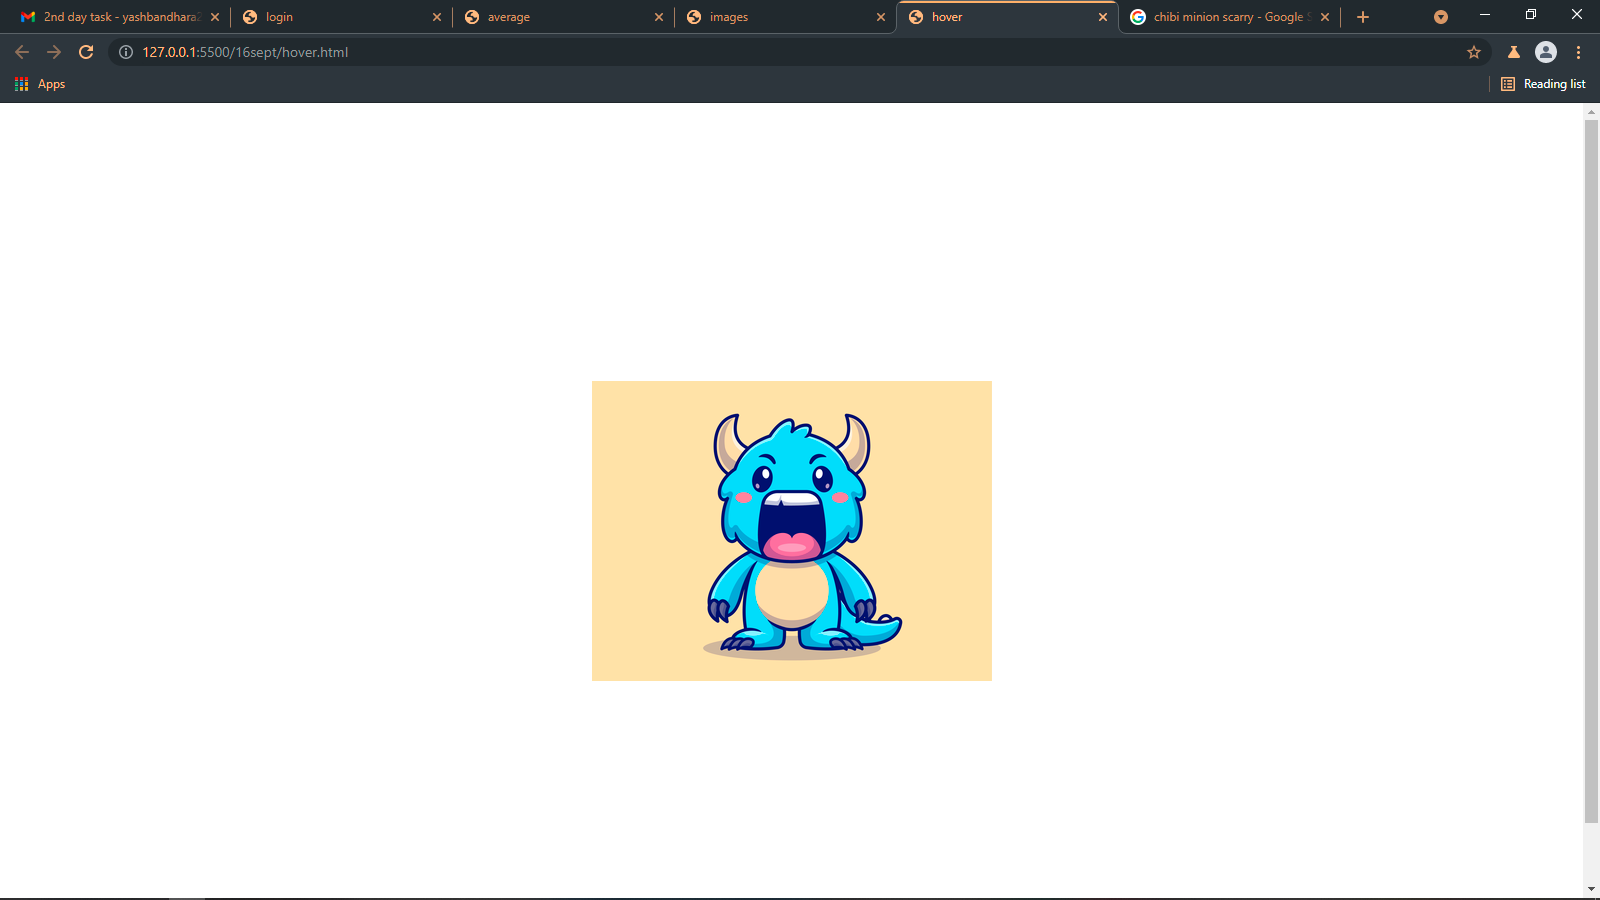 2nd day task - yashbandhara2
login
average
images
hover
chibi minion scarry - Google S
127.0.0.1:5500/16sept/hover.html
Apps
Reading list